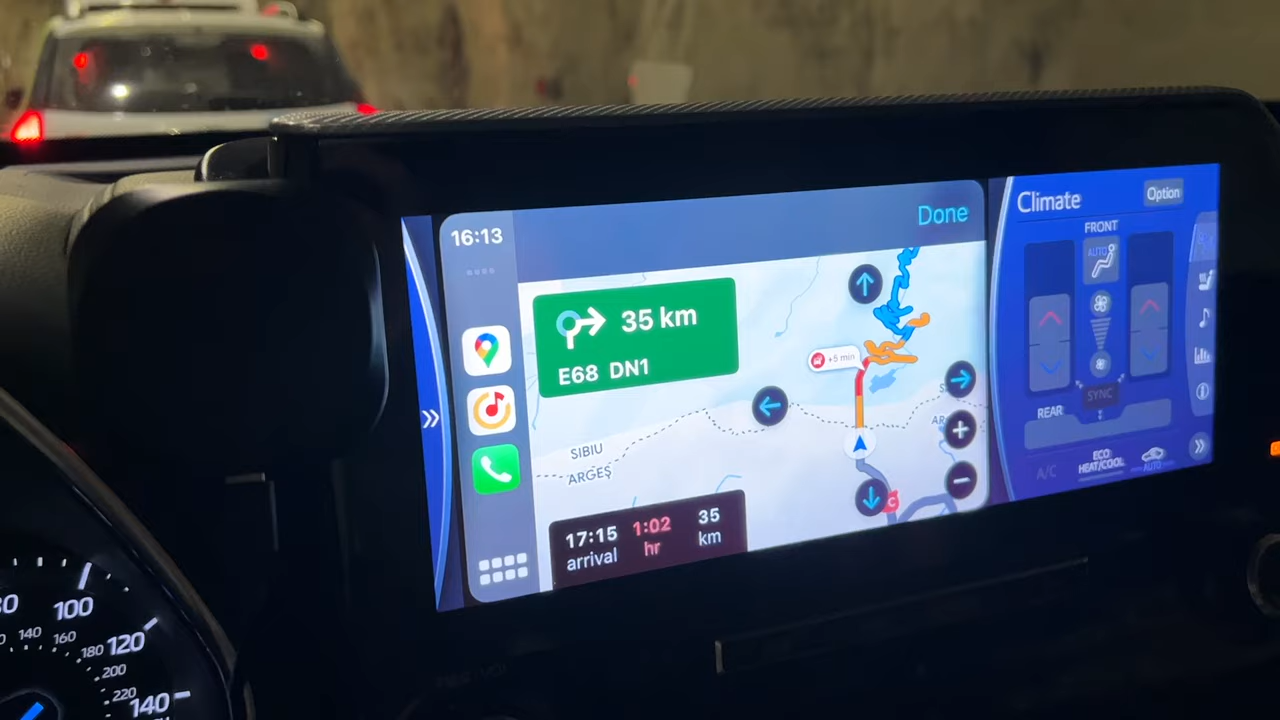 16:13
Done
35 km
E68 DN1
+5 min
SIBIU
ARGEȘ
AR
C
17:15
arrival
1:02
hr
35
km
Climate
Option
FRONT
AUTO
SYNC
REAR
A/C
ECO
HEAT/COOL
AUTO
100
120
140
140
160
180
200
220